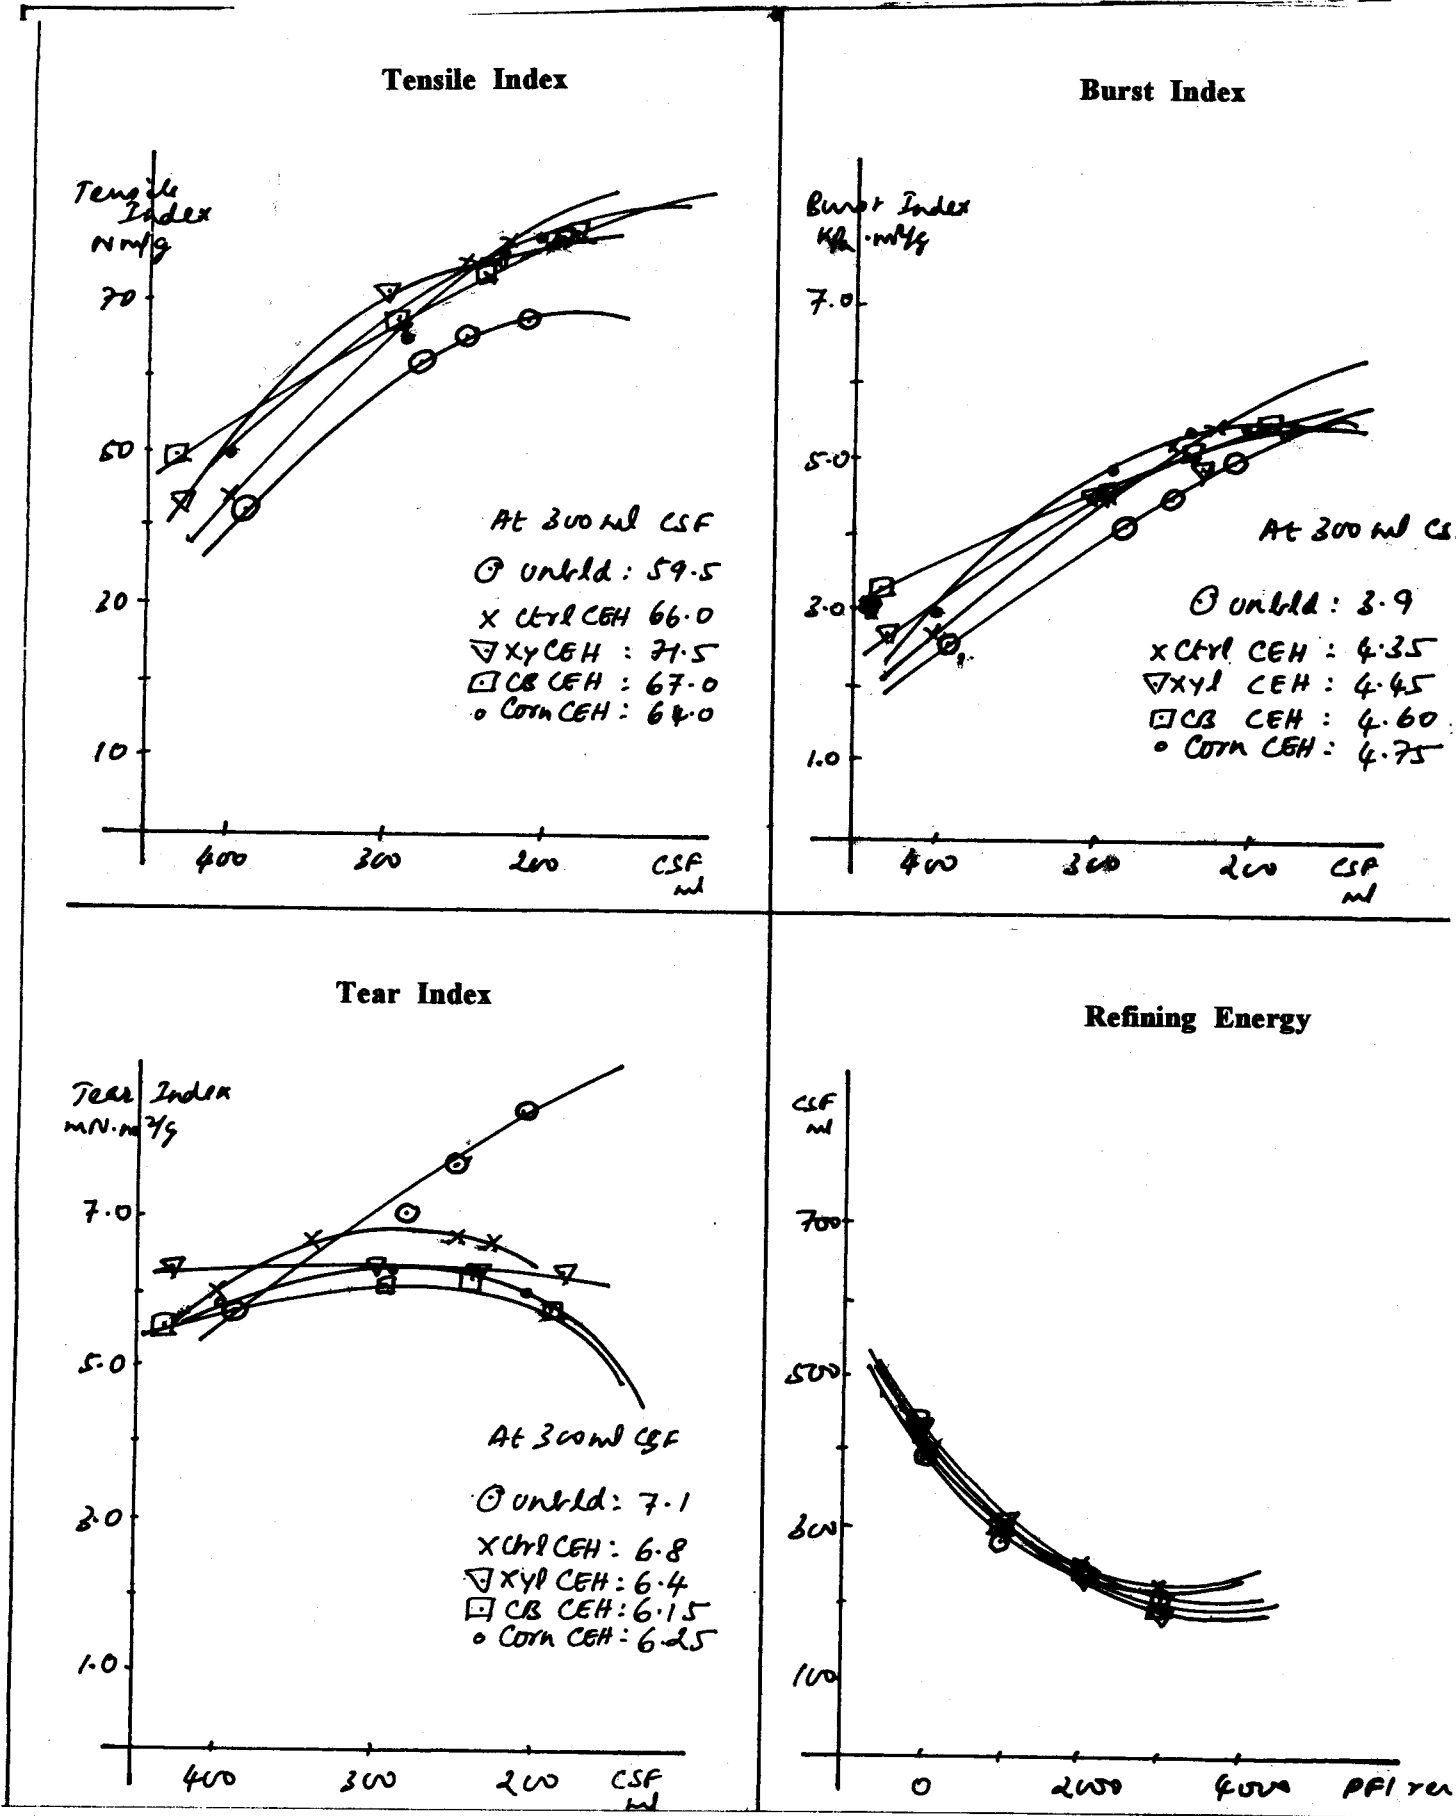 Tensile Index
Tensile
Index
N m/g
70
50
30
10
400 300 200 CSF
ml
At 300 ml CSF
unbld : 59.5
x Ctrl CEH 66.0
Xy CEH : 71.5
CB CEH : 67.0
Corn CEH : 64.0
Burst Index
Burst Index
KPa .m²/g
7.0
5.0
3.0
1.0
400 300 200 CSF
ml
At 300 ml CS
unbld : 3.9
x Ctrl CEH : 4.35
Xyl CEH : 4.45
CB CEH : 4.60
Corn CEH : 4.75
Tear Index
Tear Index
mN.m²/g
7.0
5.0
3.0
1.0
400 300 200 CSF
ml
At 300 ml CSF
unbld : 7.1
x Ctrl CEH : 6.8
Xyl CEH : 6.4
CB CEH : 6.15
Corn CEH : 6.25
Refining Energy
CSF
ml
700
500
300
100
0 2000 4000 PFI rev